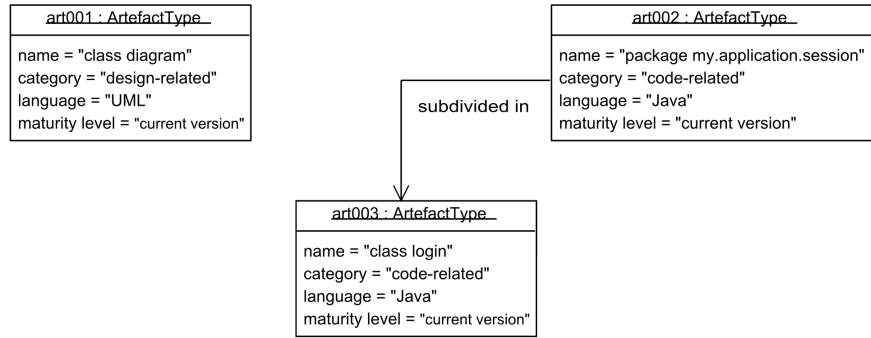 art001 : ArtefactType
name = "class diagram"
category = "design-related"
language = "UML"
maturity level = "current version"
art002 : ArtefactType
name = "package my.application.session"
category = "code-related"
language = "Java"
maturity level = "current version"
subdivided in
art003 : ArtefactType
name = "class login"
category = "code-related"
language = "Java"
maturity level = "current version"